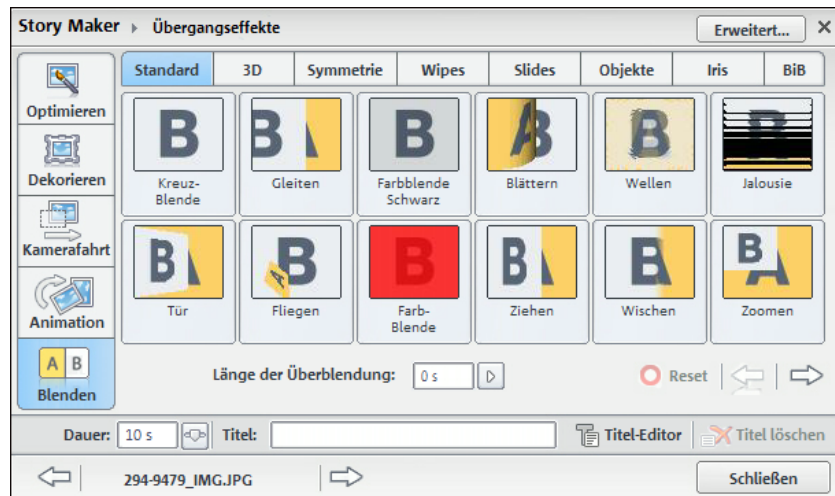 Story Maker ▸ Übergangseffekte
Erweitert...
Standard 3D Symmetrie Wipes Slides Objekte Iris BiB
Optimieren
Dekorieren
Kamerafahrt
Animation
A B
Blenden
B
Kreuz-
Blende
B A
Gleiten
B
Farbblende
Schwarz
A B
Blättern
B
Wellen
B
Jalousie
B A
Tür
A B
Fliegen
B
Farb-
Blende
B A
Ziehen
B
Wischen
B A
Zoomen
Länge der Überblendung: 0 s
Reset
Dauer: 10 s Titel: Titel-Editor Titel löschen
294-9479_IMG.JPG
Schließen